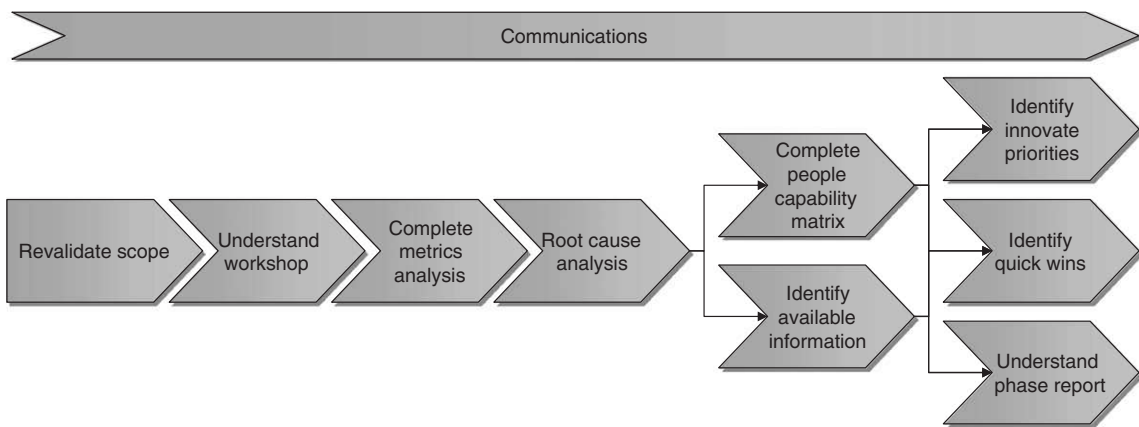 Communications
Revalidate scope
Understand
workshop
Complete
metrics
analysis
Root cause
analysis
Complete
people
capability
matrix
Identify
available
information
Identify
innovate
priorities
Identify
quick wins
Understand
phase report